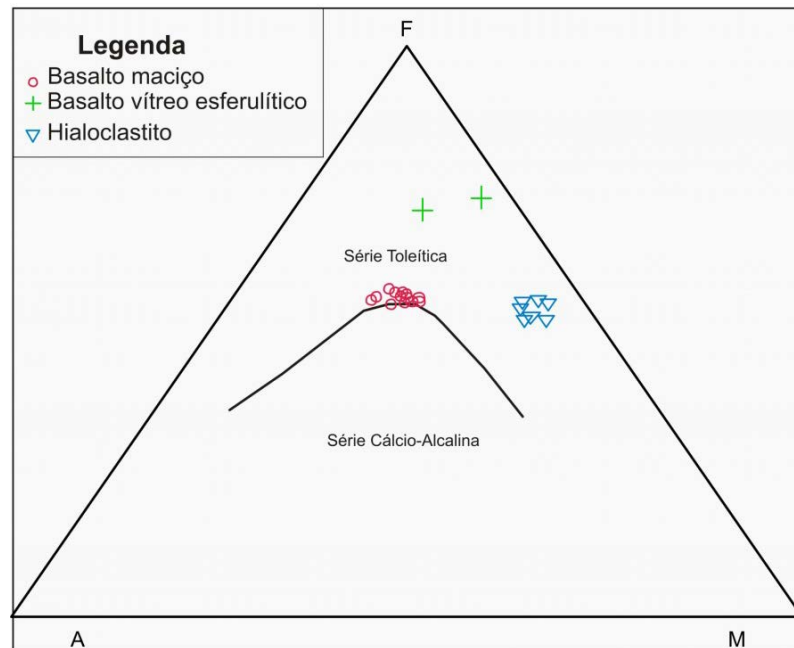 Legenda
Basalto maciço
Basalto vítreo esferulítico
Hialoclastito
F
Série Toleítica
Série Cálcio-Alcalina
A
M